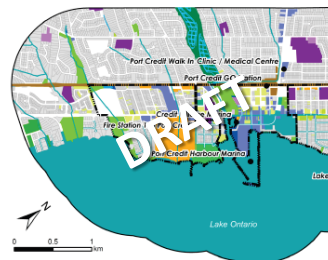 Port Credit Walk In Clinic / Medical Centre
Port Credit GO Station
Credit
Marina
Fire Station
Port Credit Harbour Marina
DRAFT
Lake Ontario
Lake
N
0 0.5 1
km